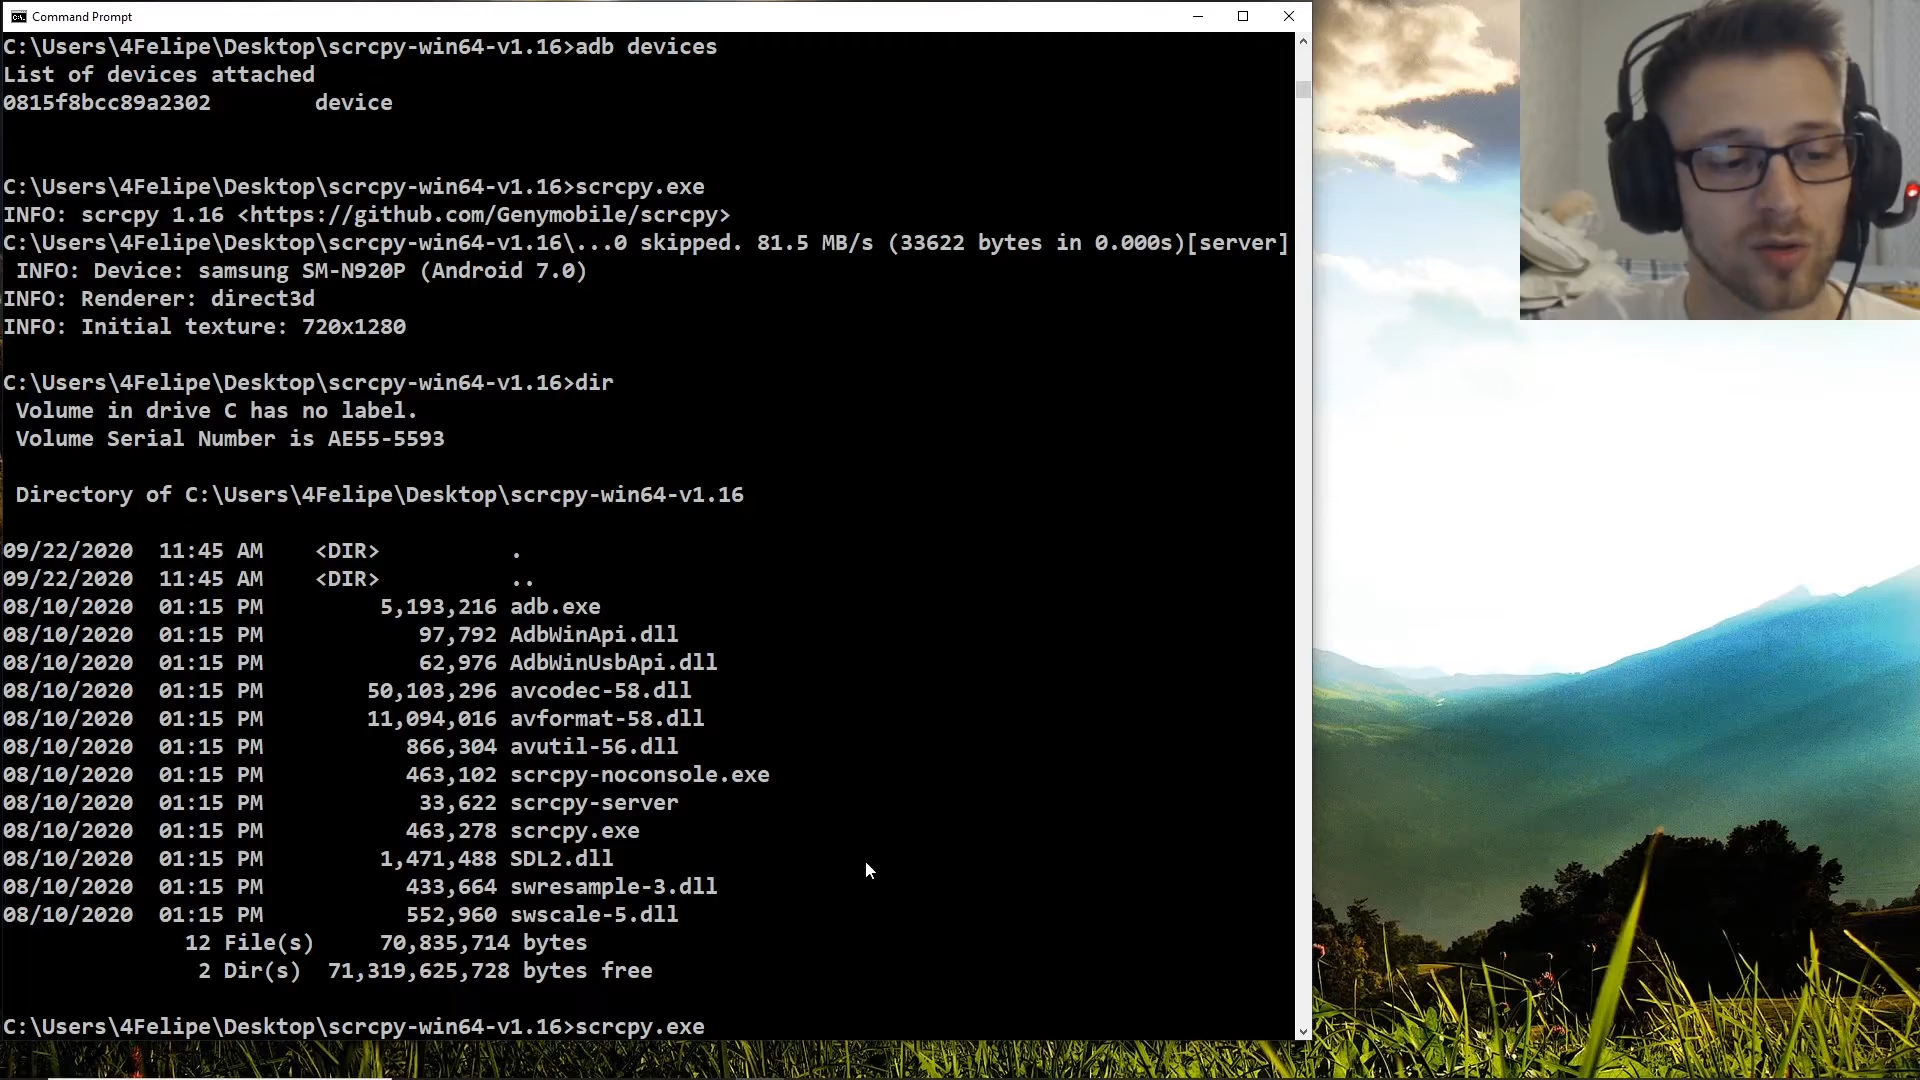 Command Prompt
C:\Users\4Felipe\Desktop\scrcpy-win64-v1.16>adb devices
List of devices attached
0815f8bcc89a2302        device
C:\Users\4Felipe\Desktop\scrcpy-win64-v1.16>scrcpy.exe
INFO: scrcpy 1.16 <https://github.com/Genymobile/scrcpy>
C:\Users\4Felipe\Desktop\scrcpy-win64-v1.16\...0 skipped. 81.5 MB/s (33622 bytes in 0.000s)[server]
INFO: Device: samsung SM-N920P (Android 7.0)
INFO: Renderer: direct3d
INFO: Initial texture: 720x1280
C:\Users\4Felipe\Desktop\scrcpy-win64-v1.16>dir
Volume in drive C has no label.
Volume Serial Number is AE55-5593
Directory of C:\Users\4Felipe\Desktop\scrcpy-win64-v1.16
09/22/2020  11:45 AM    <DIR>          .
09/22/2020  11:45 AM    <DIR>          ..
08/10/2020  01:15 PM         5,193,216 adb.exe
08/10/2020  01:15 PM            97,792 AdbWinApi.dll
08/10/2020  01:15 PM            62,976 AdbWinUsbApi.dll
08/10/2020  01:15 PM        50,103,296 avcodec-58.dll
08/10/2020  01:15 PM        11,094,016 avformat-58.dll
08/10/2020  01:15 PM           866,304 avutil-56.dll
08/10/2020  01:15 PM           463,102 scrcpy-noconsole.exe
08/10/2020  01:15 PM            33,622 scrcpy-server
08/10/2020  01:15 PM           463,278 scrcpy.exe
08/10/2020  01:15 PM         1,471,488 SDL2.dll
08/10/2020  01:15 PM           433,664 swresample-3.dll
08/10/2020  01:15 PM           552,960 swscale-5.dll
12 File(s)     70,835,714 bytes
2 Dir(s)  71,319,625,728 bytes free
C:\Users\4Felipe\Desktop\scrcpy-win64-v1.16>scrcpy.exe